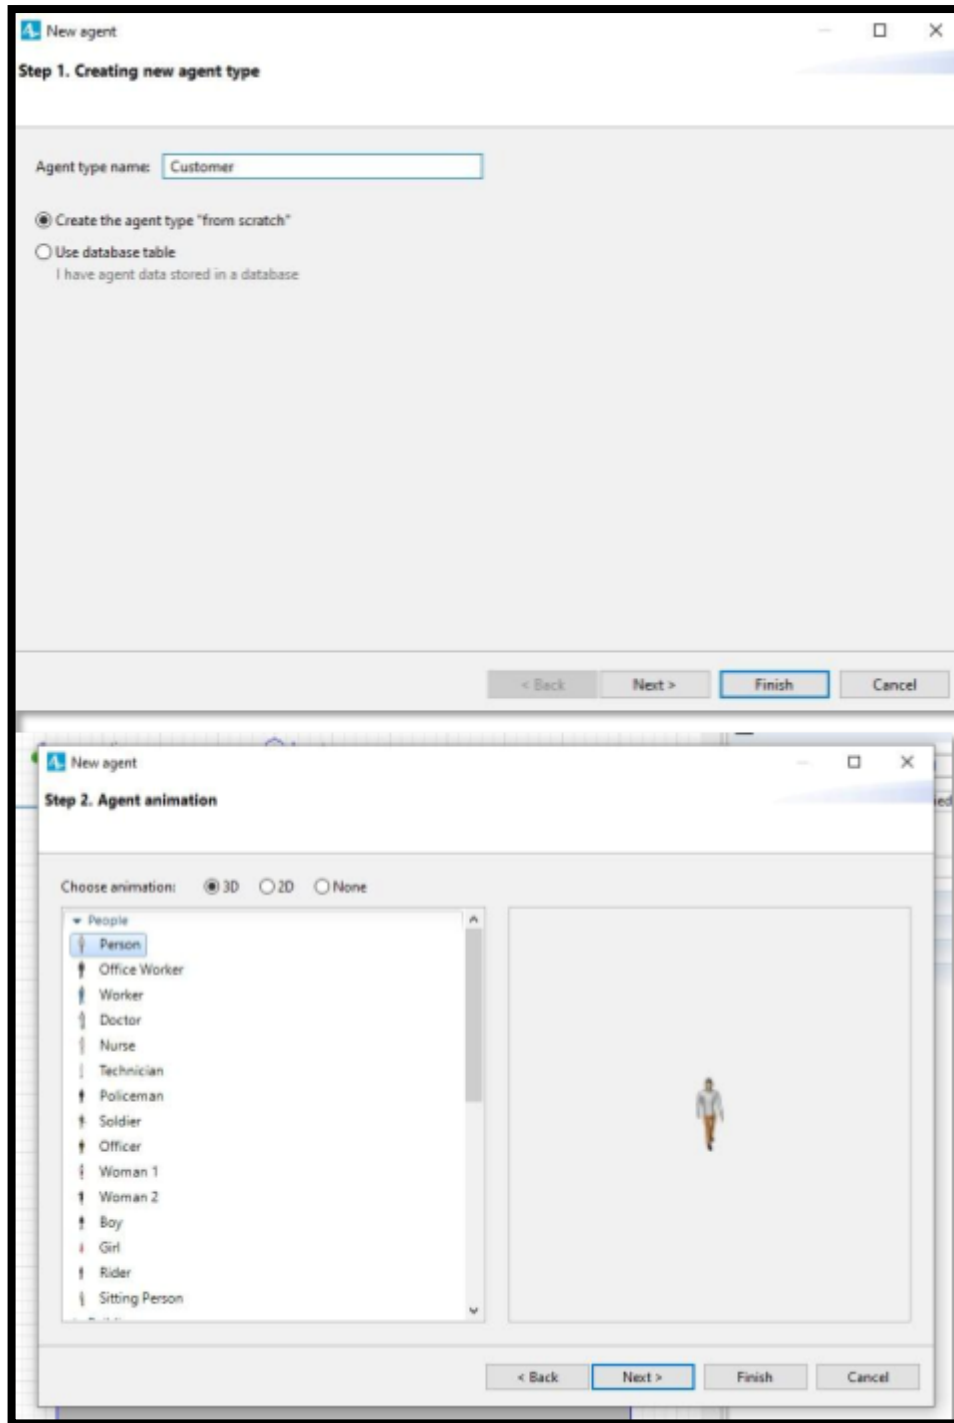 New agent
Step 1. Creating new agent type
Agent type name: Customer
Create the agent type "from scratch"
Use database table
I have agent data stored in a database
< Back Next > Finish Cancel
New agent
Step 2. Agent animation
Choose animation: 3D 2D None
People
Person
Office Worker
Worker
Doctor
Nurse
Technician
Policeman
Soldier
Officer
Woman 1
Woman 2
Boy
Girl
Rider
Sitting Person
< Back Next > Finish Cancel